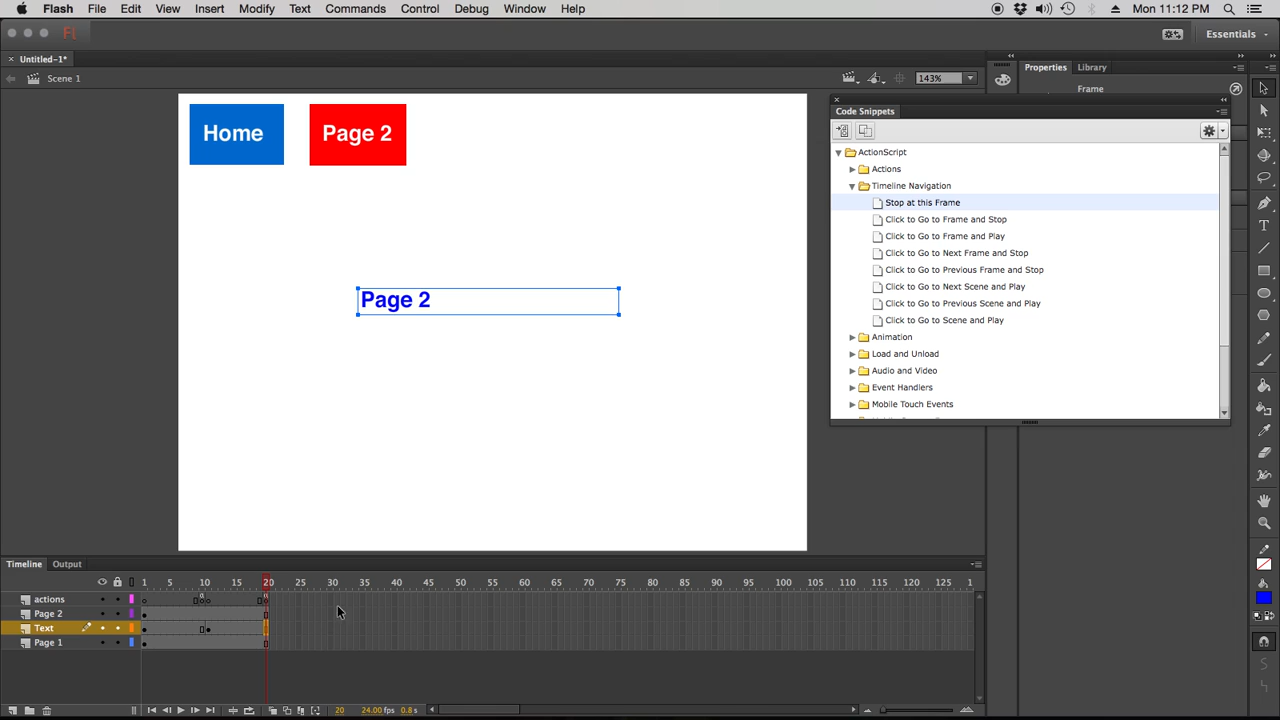 Flash File Edit View Insert Modify Text Commands Control Debug Window Help Mon 11:12 PM
Fl Essentials
× Untitled-1*
Scene 1 143%
Properties Library
Frame
Home Page 2
Code Snippets
ActionScript
Actions
Timeline Navigation
Stop at this Frame
Click to Go to Frame and Stop
Click to Go to Frame and Play
Click to Go to Next Frame and Stop
Click to Go to Previous Frame and Stop
Click to Go to Next Scene and Play
Click to Go to Previous Scene and Play
Click to Go to Scene and Play
Animation
Load and Unload
Audio and Video
Event Handlers
Mobile Touch Events
Page 2
Timeline Output
1 5 10 15 20 25 30 35 40 45 50 55 60 65 70 75 80 85 90 95 100 105 110 115 120 125 1
actions
Page 2
Text
Page 1
20 24.00 fps 0.8 s